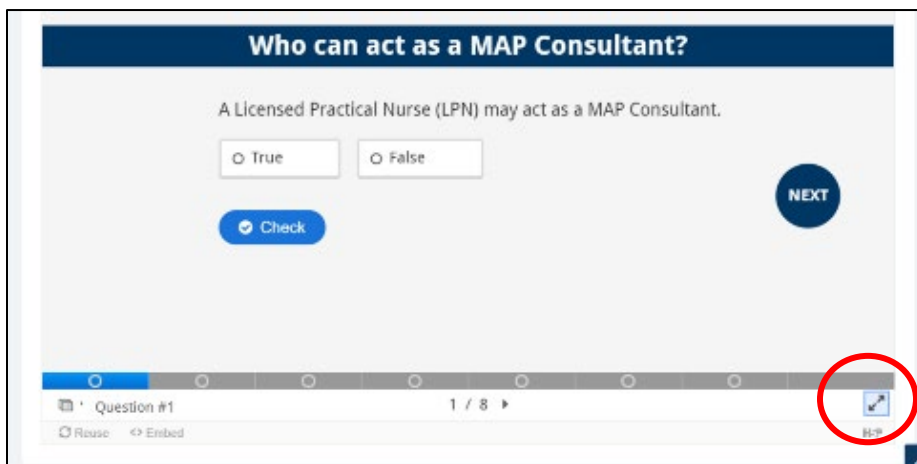 Who can act as a MAP Consultant?
A Licensed Practical Nurse (LPN) may act as a MAP Consultant.
True False
NEXT
Check
Question #1 1 / 8
Reuse <> Embed
H-P